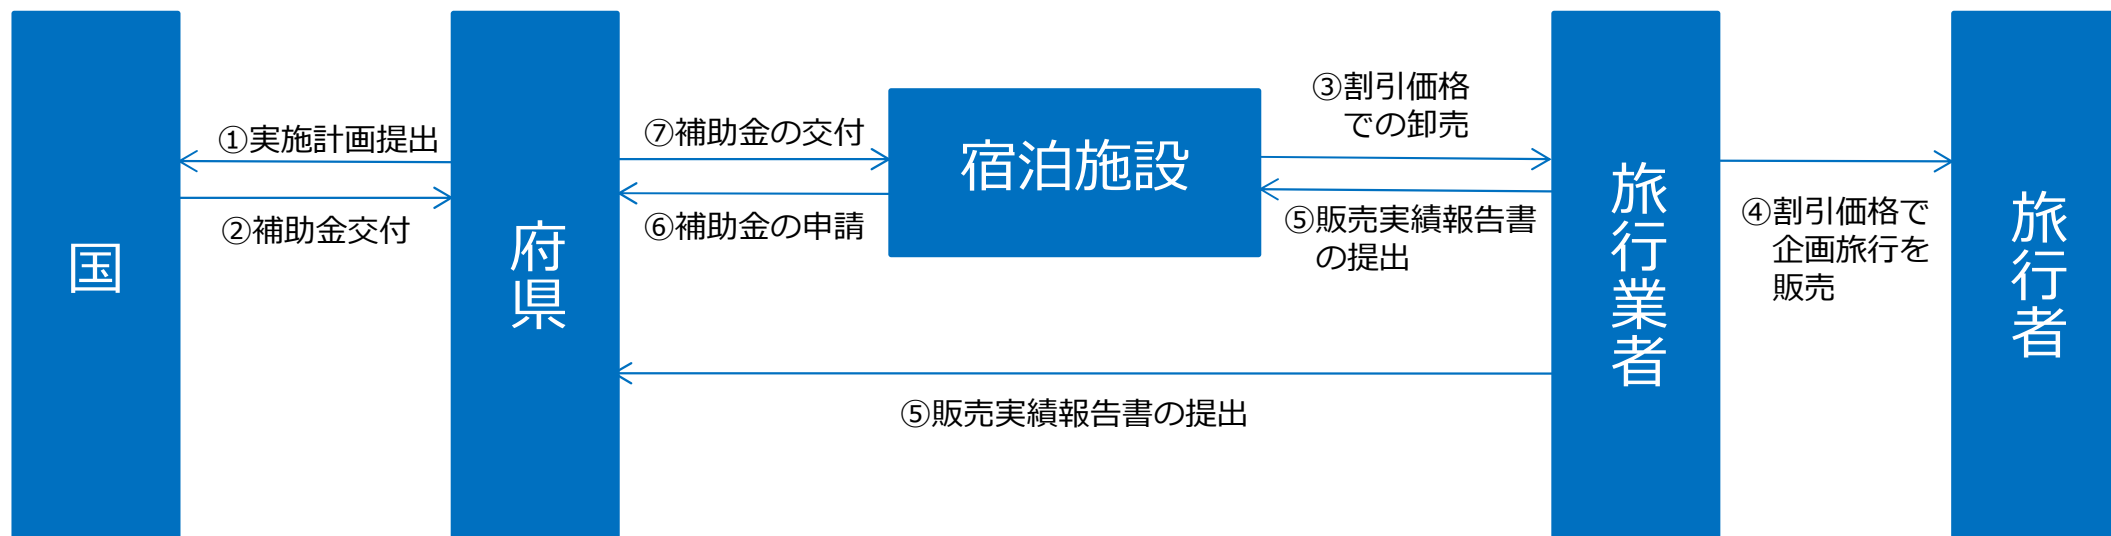 国
①実施計画提出
②補助金交付
府県
⑦補助金の交付
⑥補助金の申請
宿泊施設
③割引価格
での卸売
⑤販売実績報告書
の提出
⑤販売実績報告書の提出
旅行業者
④割引価格で
企画旅行を
販売
旅行者